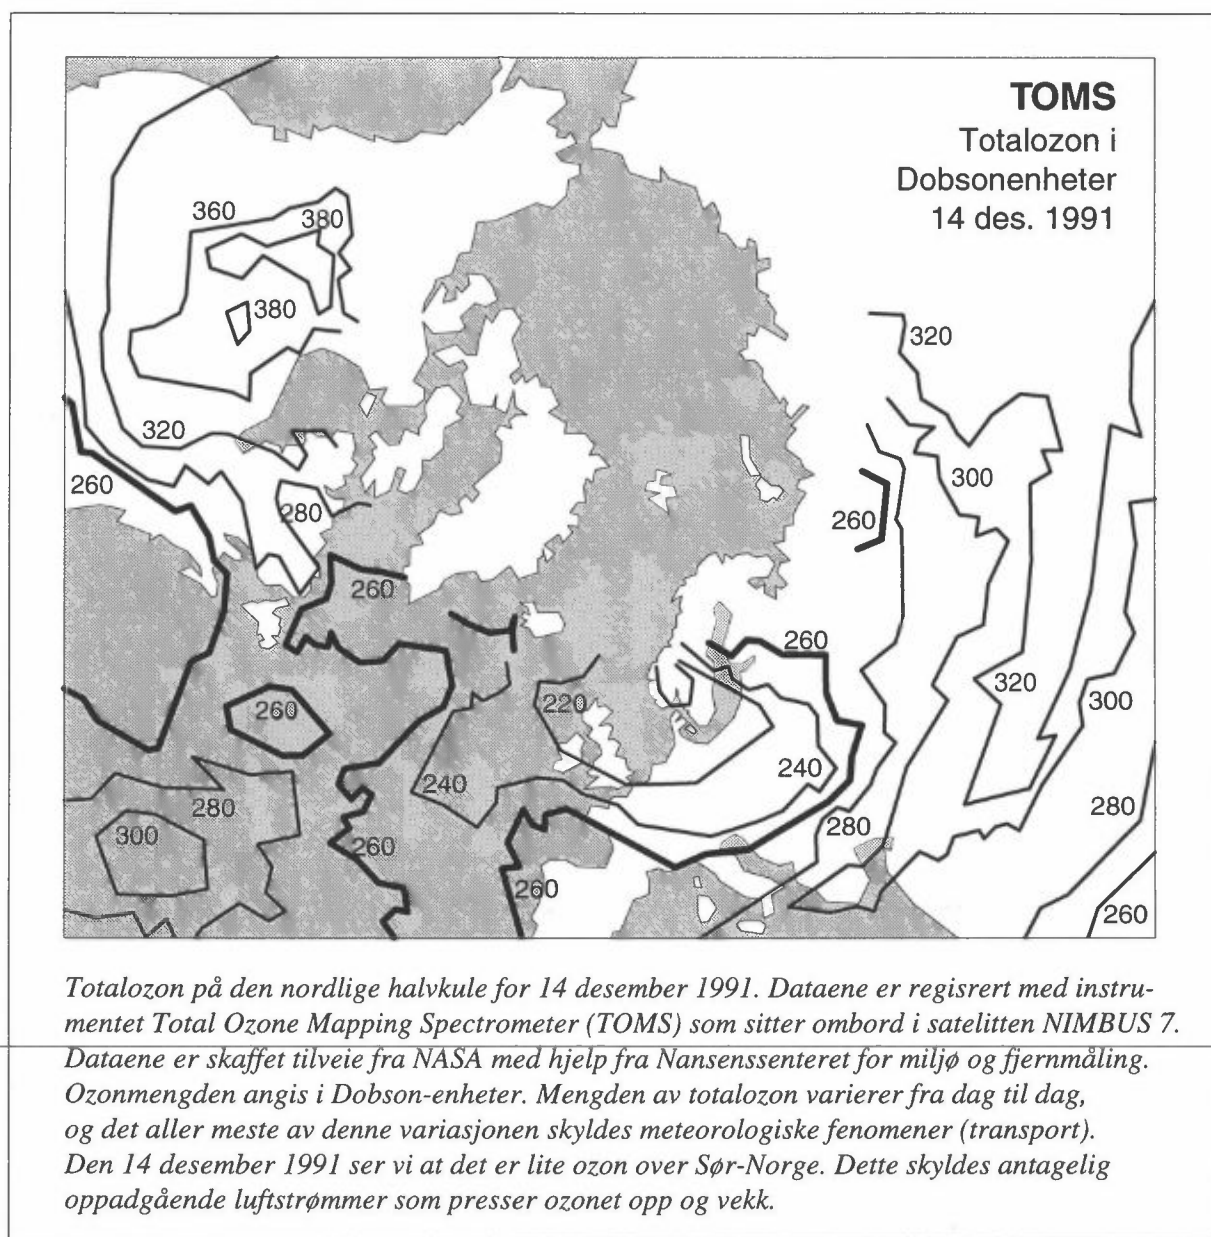 TOMS
Totalozon i
Dobsonenheter
14 des. 1991
360
380
380
320
320
300
260
280
260
260
260
260
220
320
300
240
240
280
280
280
300
260
260
260
Totalozon på den nordlige halvkule for 14 desember 1991. Dataene er regisrert med instru-
mentet Total Ozone Mapping Spectrometer (TOMS) som sitter ombord i satelitten NIMBUS 7.
Dataene er skaffet tilveie fra NASA med hjelp fra Nansenssenteret for miljø og fjernmåling.
Ozonmengden angis i Dobson-enheter. Mengden av totalozon varierer fra dag til dag,
og det aller meste av denne variasjonen skyldes meteorologiske fenomener (transport).
Den 14 desember 1991 ser vi at det er lite ozon over Sør-Norge. Dette skyldes antagelig
oppadgående luftstrømmer som presser ozonet opp og vekk.